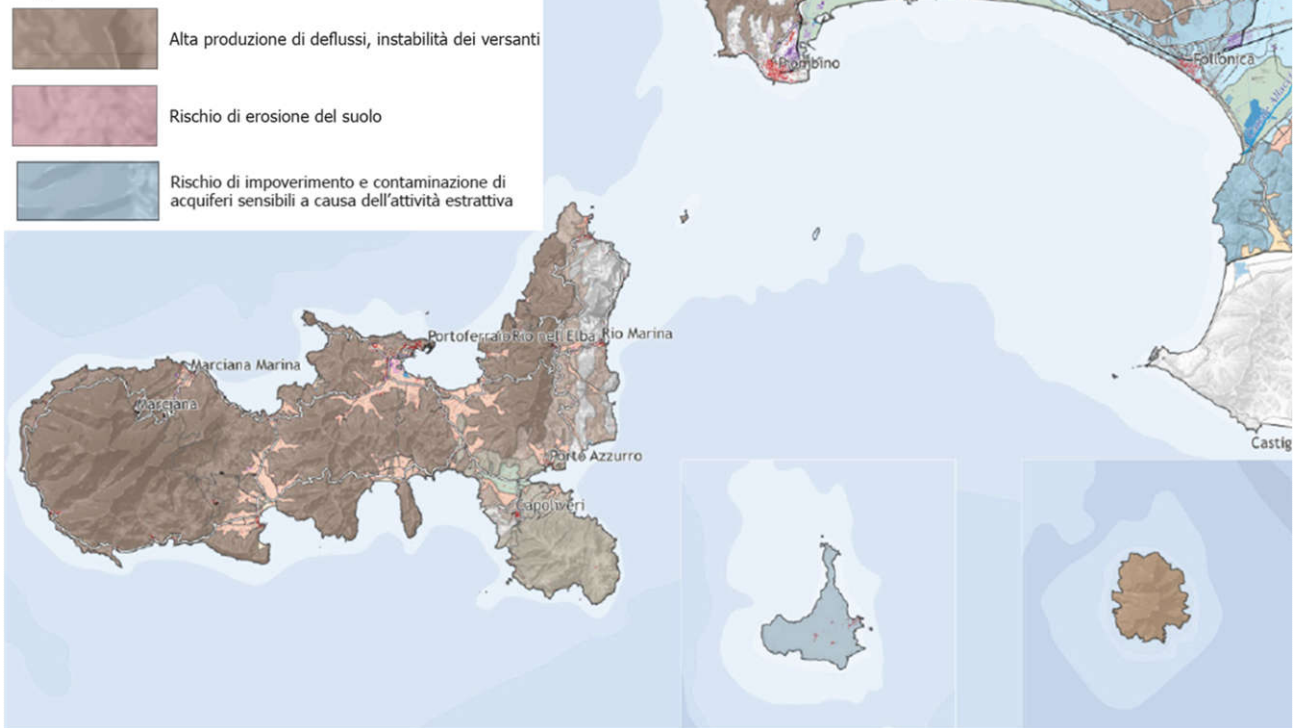 Alta produzione di deflussi, instabilità dei versanti
Rischio di erosione del suolo
Rischio di impoverimento e contaminazione di
acquiferi sensibili a causa dell'attività estrattiva
Piombino
Follonica
Portoferraio
Rio nell'Elba
Rio Marina
Marciana Marina
Marciana
Porto Azzurro
Capoliveri
Castig